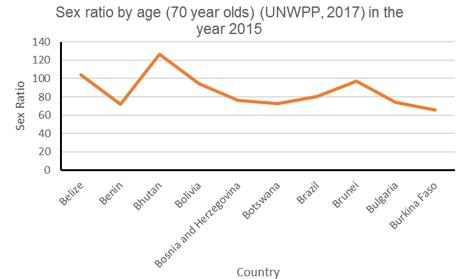 Sex ratio by age (70 year olds) (UNWPP, 2017) in the
year 2015
140
120
100
80
60
40
20
0
Sex Ratio
Belize
Benin
Bhutan
Bolivia
Bosnia and Herzegovina
Botswana
Brazil
Brunei
Bulgaria
Burkina Faso
Country